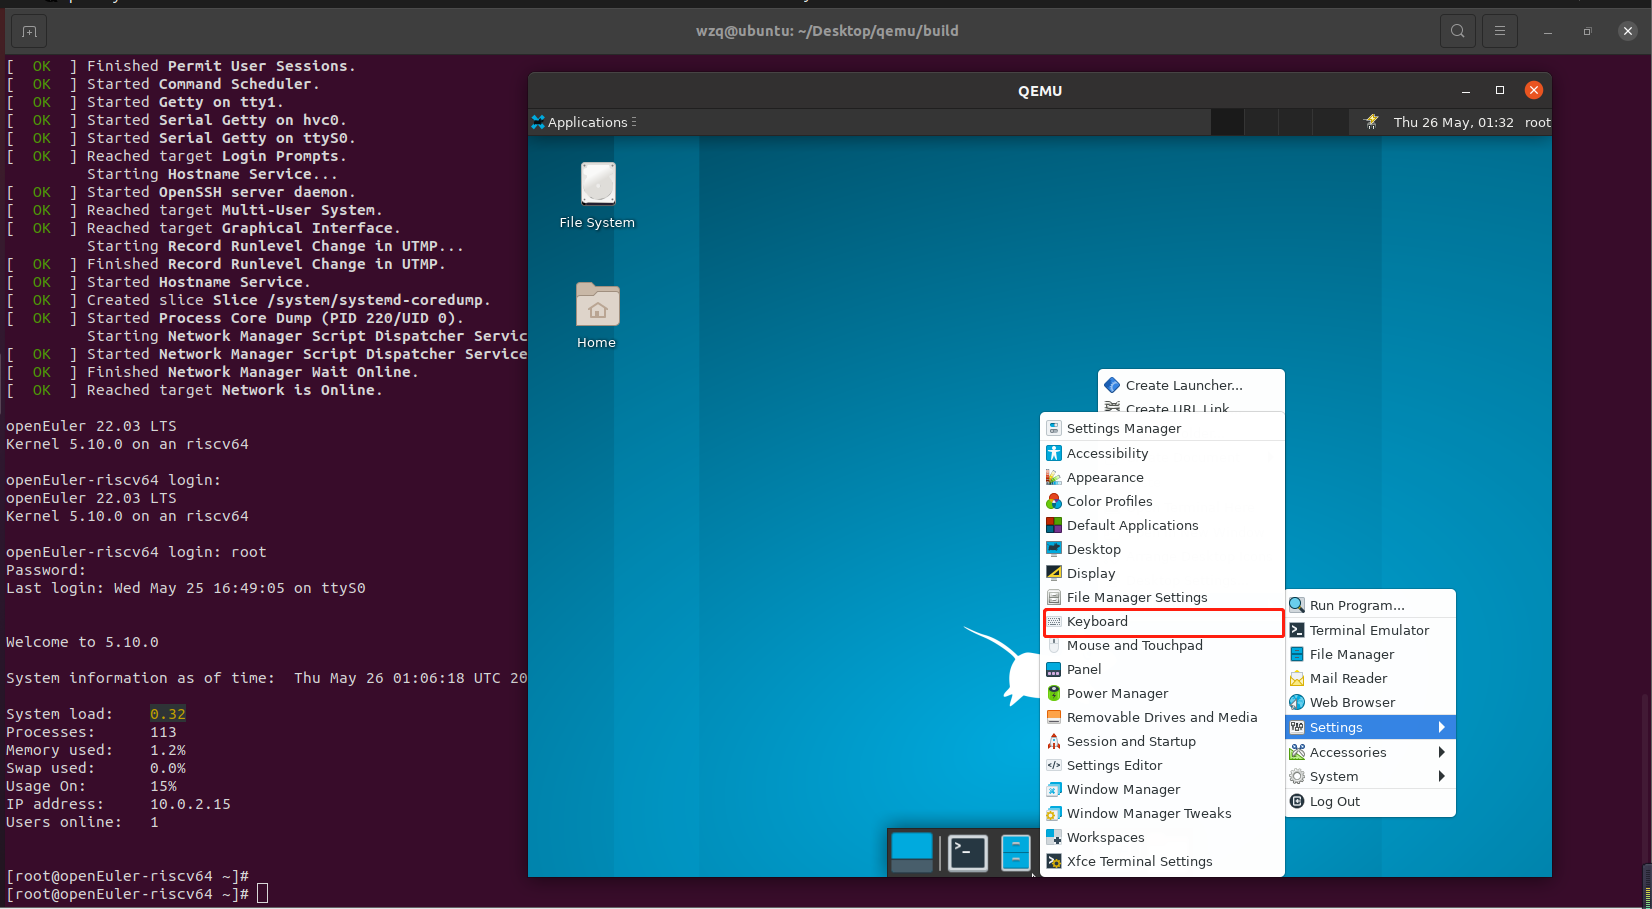 wzq@ubuntu: ~/Desktop/qemu/build
[  OK  ] Finished Permit User Sessions.
[  OK  ] Started Command Scheduler.
[  OK  ] Started Getty on tty1.
[  OK  ] Started Serial Getty on hvc0.
[  OK  ] Started Serial Getty on ttyS0.
[  OK  ] Reached target Login Prompts.
Starting Hostname Service...
[  OK  ] Started OpenSSH server daemon.
[  OK  ] Reached target Multi-User System.
[  OK  ] Reached target Graphical Interface.
Starting Record Runlevel Change in UTMP...
[  OK  ] Finished Record Runlevel Change in UTMP.
[  OK  ] Started Hostname Service.
[  OK  ] Created slice Slice /system/systemd-coredump.
[  OK  ] Started Process Core Dump (PID 220/UID 0).
Starting Network Manager Script Dispatcher Servic
[  OK  ] Started Network Manager Script Dispatcher Service
[  OK  ] Finished Network Manager Wait Online.
[  OK  ] Reached target Network is Online.
openEuler 22.03 LTS
Kernel 5.10.0 on an riscv64
openEuler-riscv64 login:
openEuler 22.03 LTS
Kernel 5.10.0 on an riscv64
openEuler-riscv64 login: root
Password:
Last login: Wed May 25 16:49:05 on ttyS0
Welcome to 5.10.0
System information as of time:  Thu May 26 01:06:18 UTC 20
System load:    0.32
Processes:      113
Memory used:    1.2%
Swap used:      0.0%
Usage On:       15%
IP address:     10.0.2.15
Users online:   1
[root@openEuler-riscv64 ~]#
[root@openEuler-riscv64 ~]#
QEMU
Applications
Thu 26 May, 01:32
root
File System
Home
Create Launcher...
Create URL Link
Settings Manager
Accessibility
Appearance
Color Profiles
Default Applications
Desktop
Display
File Manager Settings
Keyboard
Mouse and Touchpad
Panel
Power Manager
Removable Drives and Media
Session and Startup
Settings Editor
Window Manager
Window Manager Tweaks
Workspaces
Xfce Terminal Settings
Run Program...
Terminal Emulator
File Manager
Mail Reader
Web Browser
Settings
Accessories
System
Log Out